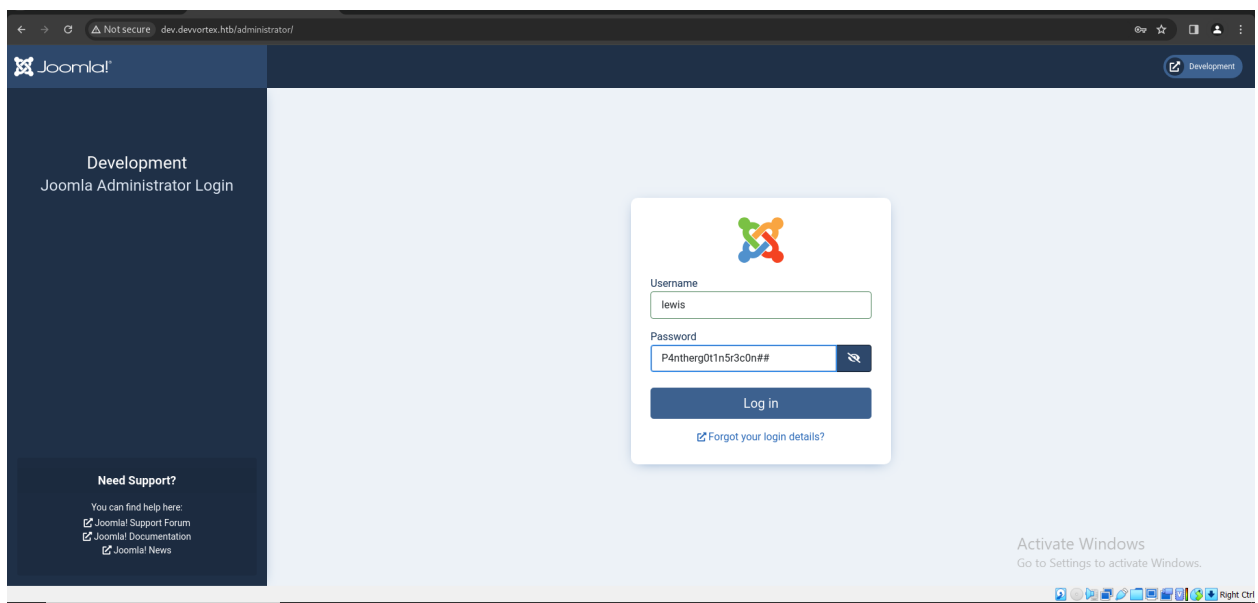 Not secure dev.devvortex.htb/administrator/
Joomla!
Development
Development
Joomla Administrator Login
Username
lewis
Password
P4ntherg0t1n5r3c0n##
Log in
Forgot your login details?
Need Support?
You can find help here:
Joomla! Support Forum
Joomla! Documentation
Joomla! News
Activate Windows
Go to Settings to activate Windows.
Right Ctrl